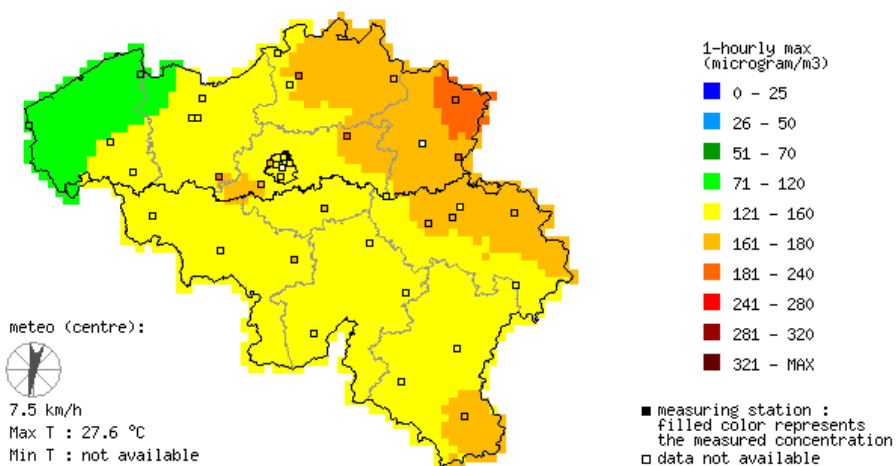 1-hourly max
(microgram/m3)
0 - 25
26 - 50
51 - 70
71 - 120
121 - 160
161 - 180
181 - 240
241 - 280
281 - 320
321 - MAX
meteo (centre):
7.5 km/h
Max T : 27.6 °C
Min T : not available
measuring station :
filled color represents
the measured concentration
data not available